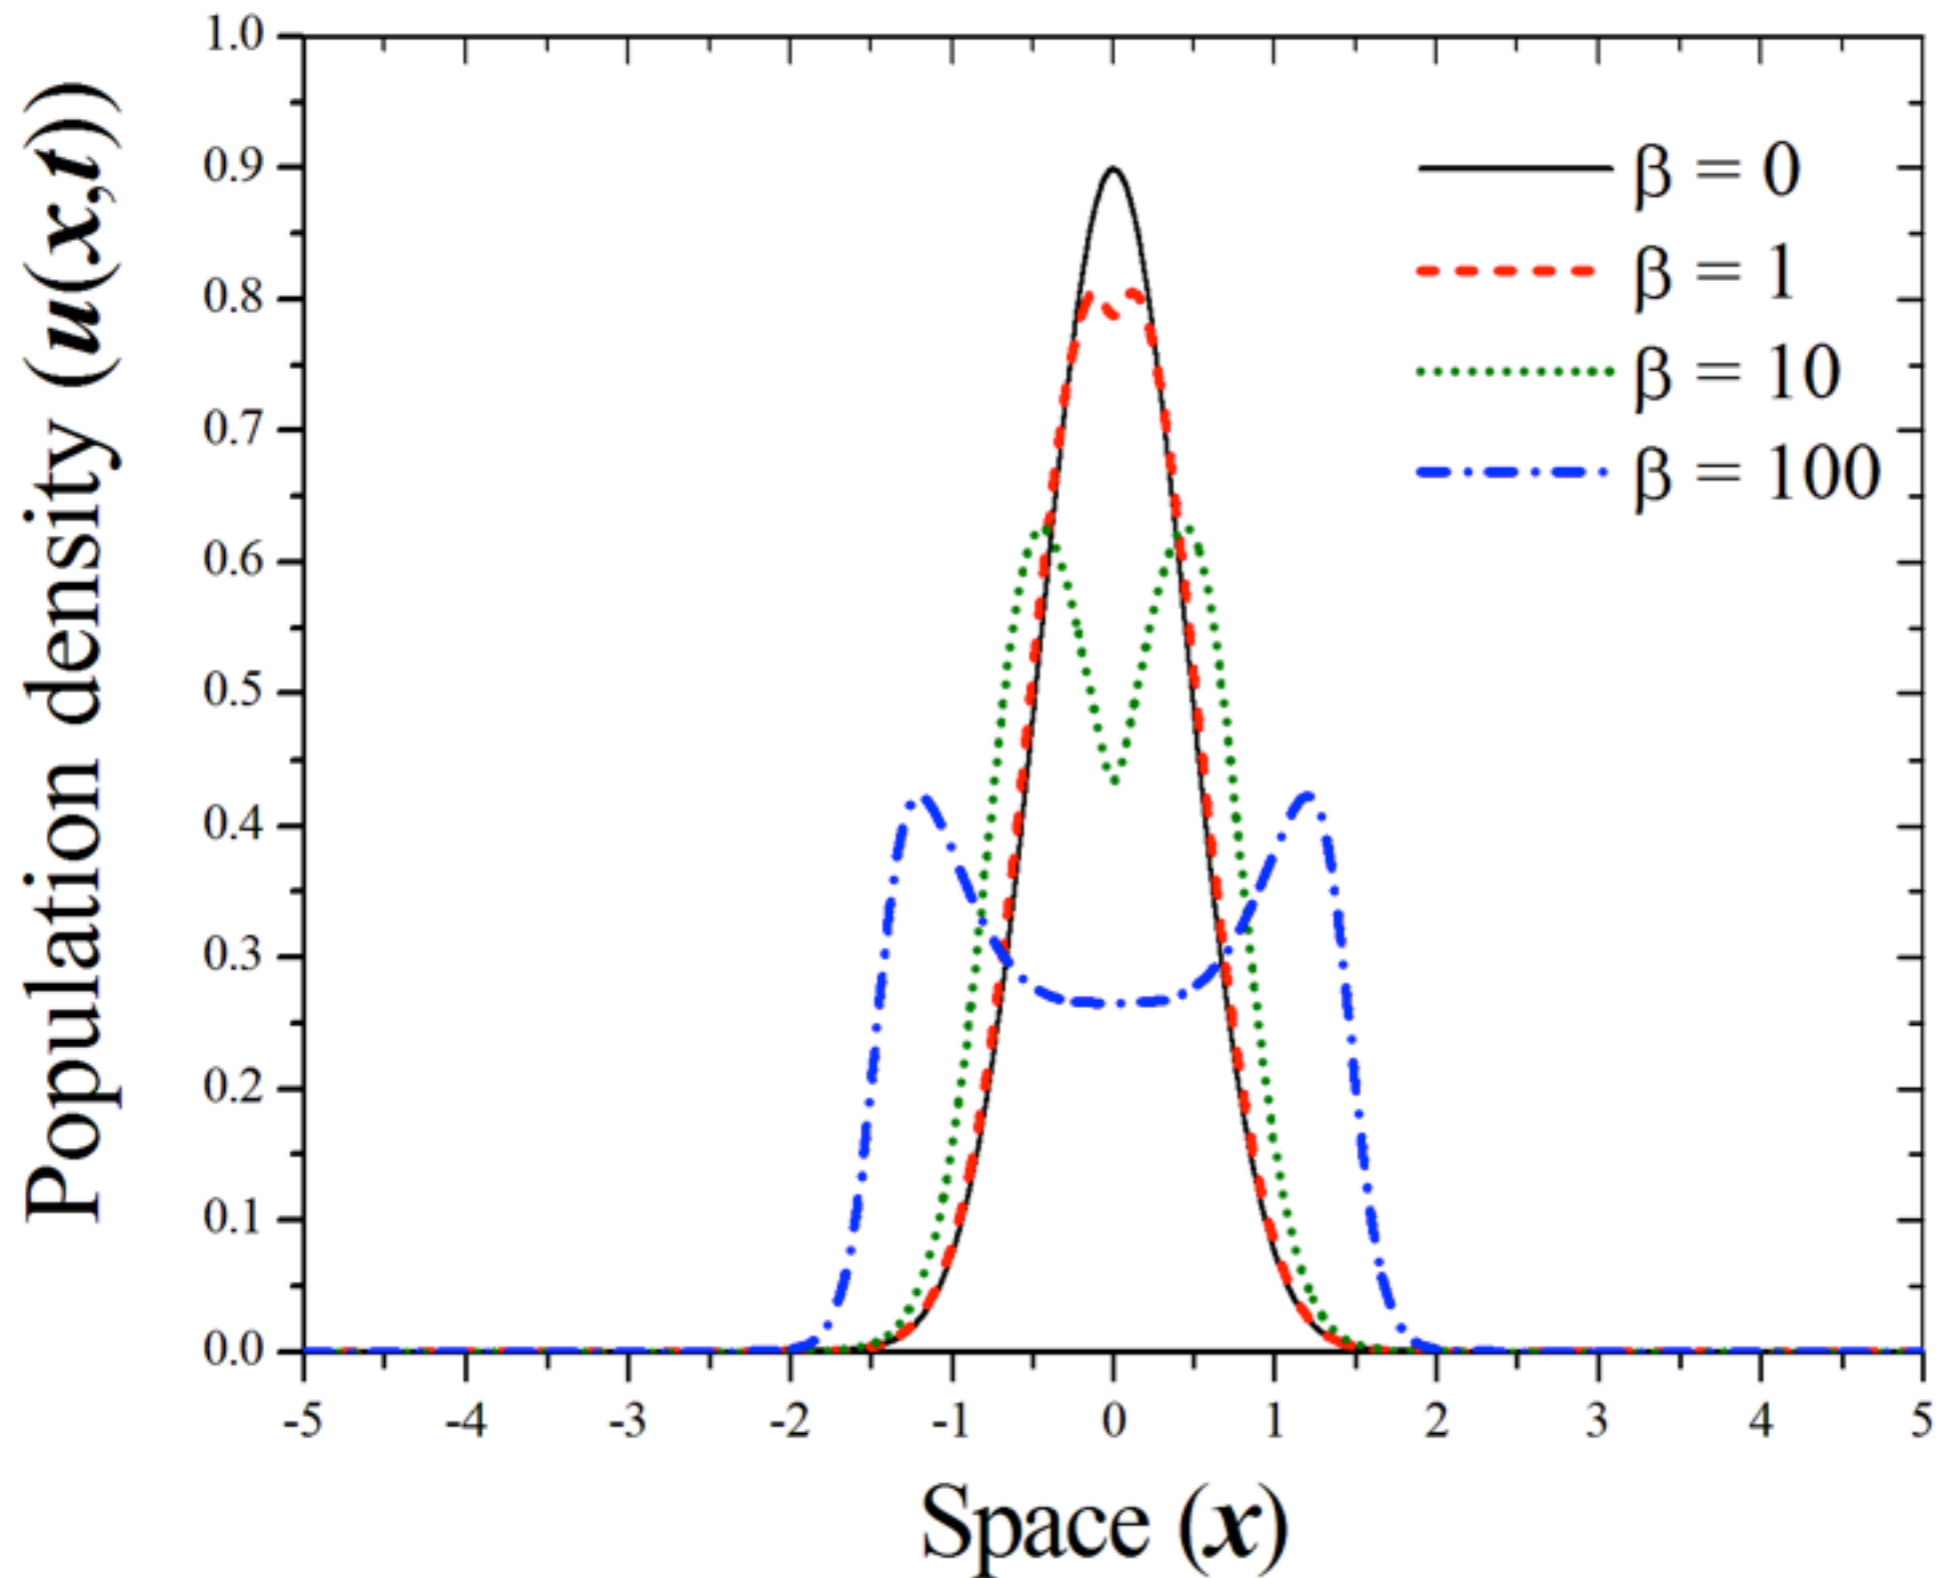 Population density (u(x,t))
1.0
0.9
0.8
0.7
0.6
0.5
0.4
0.3
0.2
0.1
0.0
β = 0
β = 1
β = 10
β = 100
-5 -4 -3 -2 -1 0 1 2 3 4 5
Space (x)